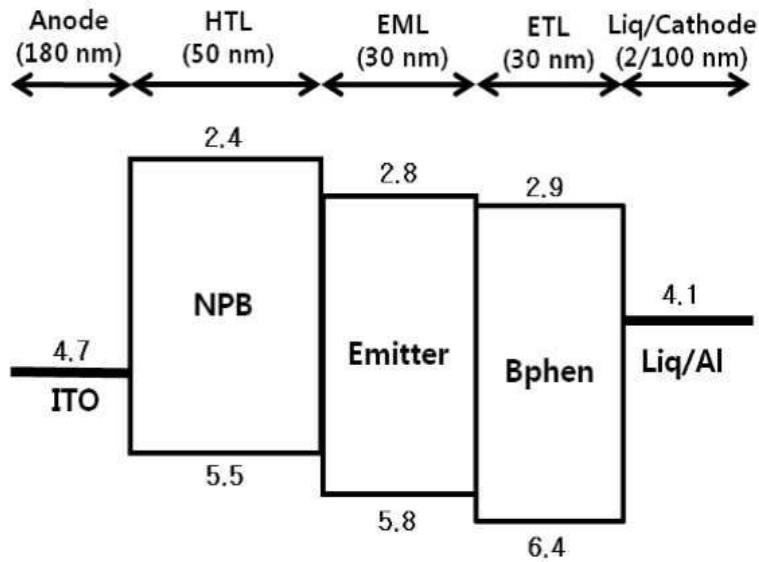 Anode HTL EML ETL Liq/Cathode
(180 nm) (50 nm) (30 nm) (30 nm) (2/100 nm)
2.4
2.8 2.9
4.1
NPB
4.7 Emitter Bphen Liq/Al
ITO
5.5
5.8
6.4